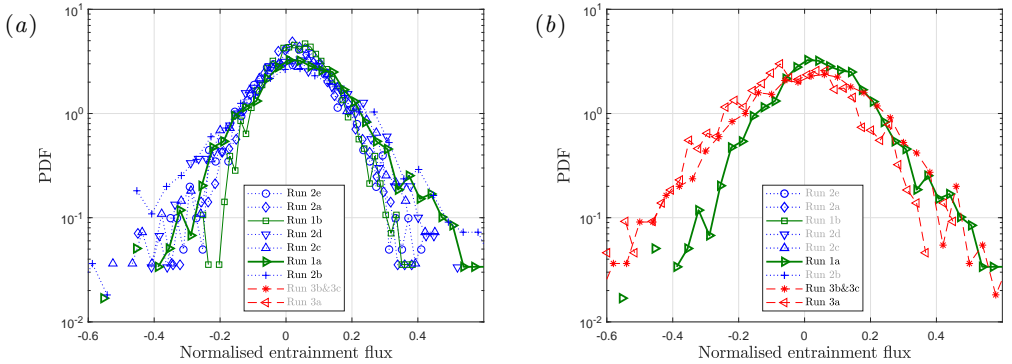 (a)
PDF
10^1
10^0
10^-1
10^-2
-0.6 -0.4 -0.2 0 0.2 0.4
Normalised entrainment flux
Run 2e
Run 2a
Run 1b
Run 2d
Run 2c
Run 1a
Run 2b
Run 3b&3c
Run 3a
(b)
PDF
10^1
10^0
10^-1
10^-2
-0.6 -0.4 -0.2 0 0.2 0.4
Normalised entrainment flux
Run 2e
Run 2a
Run 1b
Run 2d
Run 2c
Run 1a
Run 2b
Run 3b&3c
Run 3a